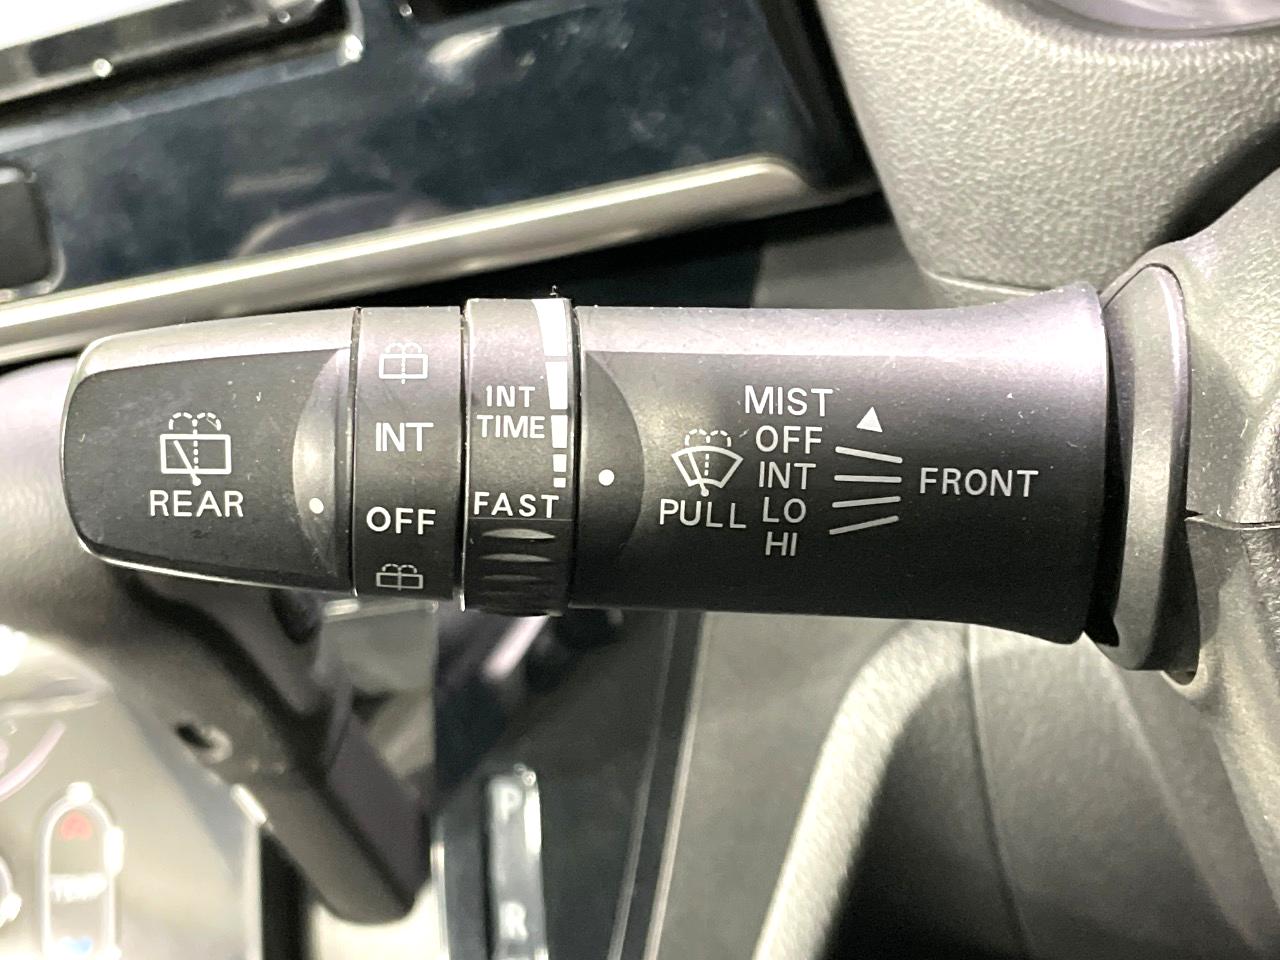 REAR
INT
OFF
INT
TIME
FAST
PULL
MIST
OFF
INT
LO
HI
FRONT
P
R